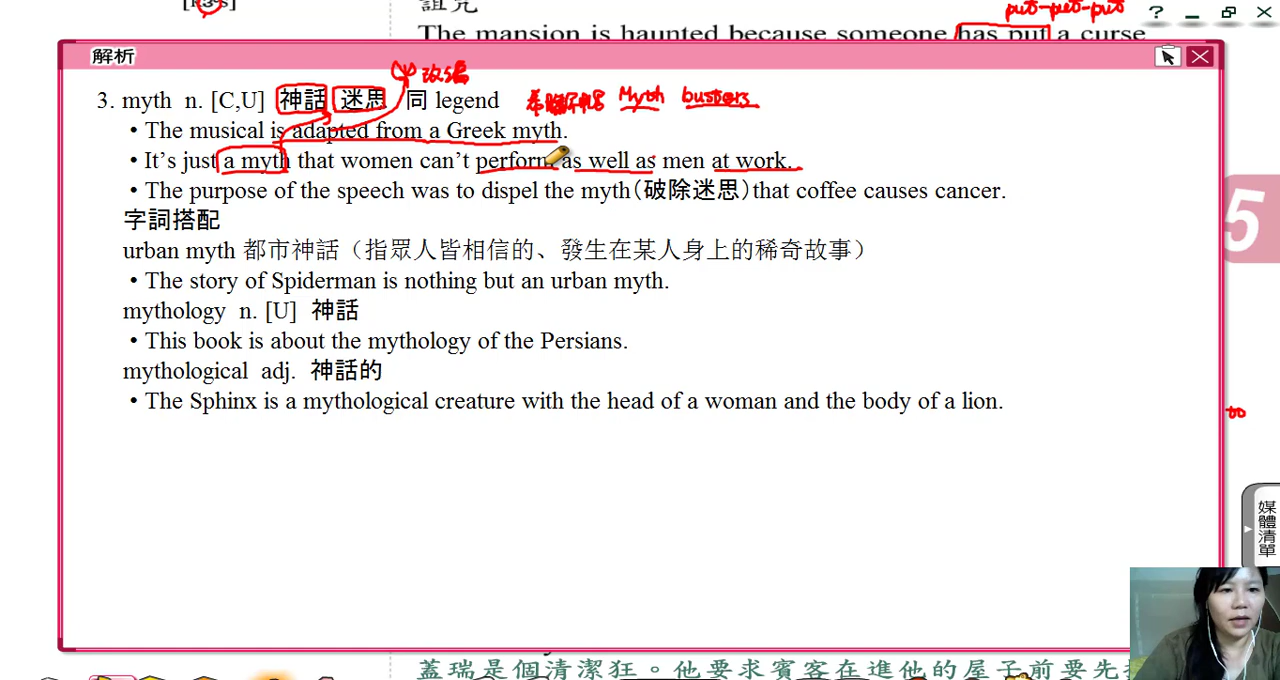 詛咒
put-put-put
The mansion is haunted because someone has put a curse
解析
改編
3. myth n. [C,U] 神話 迷思 同 legend Myth busters
• The musical is adapted from a Greek myth.
• It's just a myth that women can't perform as well as men at work.
• The purpose of the speech was to dispel the myth(破除迷思)that coffee causes cancer.
字詞搭配
urban myth 都市神話（指眾人皆相信的、發生在某人身上的稀奇故事）
• The story of Spiderman is nothing but an urban myth.
mythology n. [U] 神話
• This book is about the mythology of the Persians.
mythological adj. 神話的
• The Sphinx is a mythological creature with the head of a woman and the body of a lion.
5
媒體清單
蓋瑞是個清潔狂。他要求賓客在進他的屋子前要先